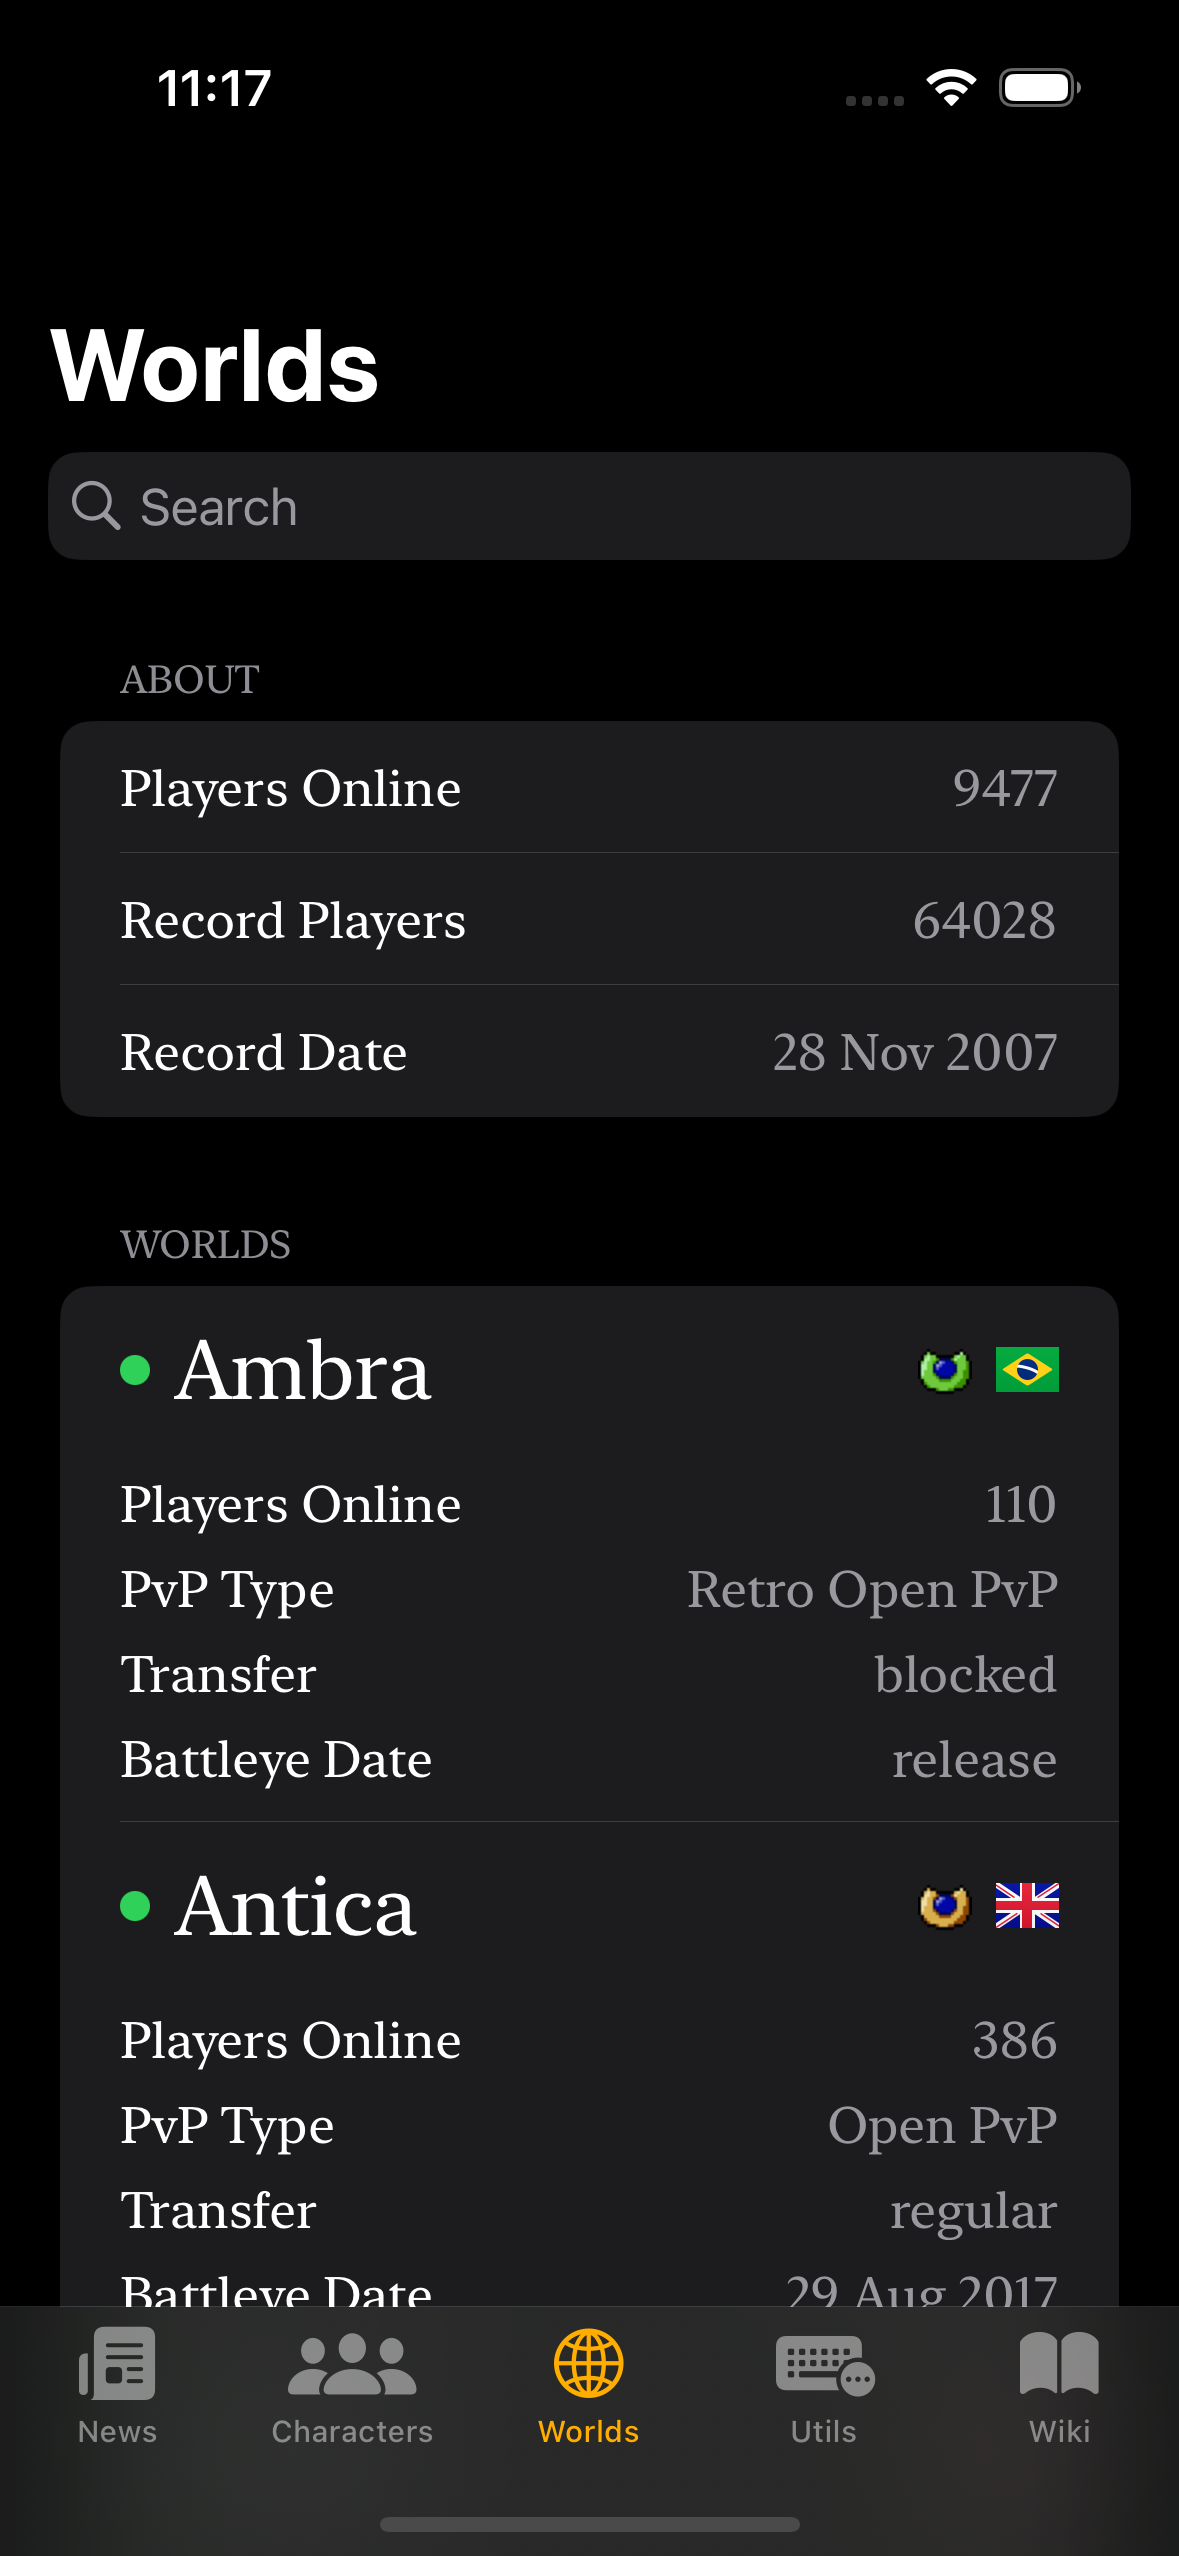 11:17
Worlds
Search
ABOUT
Players Online 9477
Record Players 64028
Record Date 28 Nov 2007
WORLDS
Ambra
Players Online 110
PvP Type Retro Open PvP
Transfer blocked
Battleye Date release
Antica
Players Online 386
PvP Type Open PvP
Transfer regular
Battleye Date 29 Aug 2017
News Characters Worlds Utils Wiki